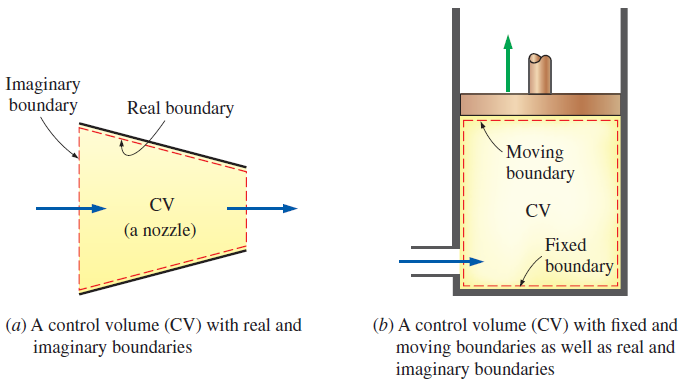 Imaginary
boundary
Real boundary
CV
(a nozzle)
(a) A control volume (CV) with real and
imaginary boundaries
Moving
boundary
CV
Fixed
boundary
(b) A control volume (CV) with fixed and
moving boundaries as well as real and
imaginary boundaries